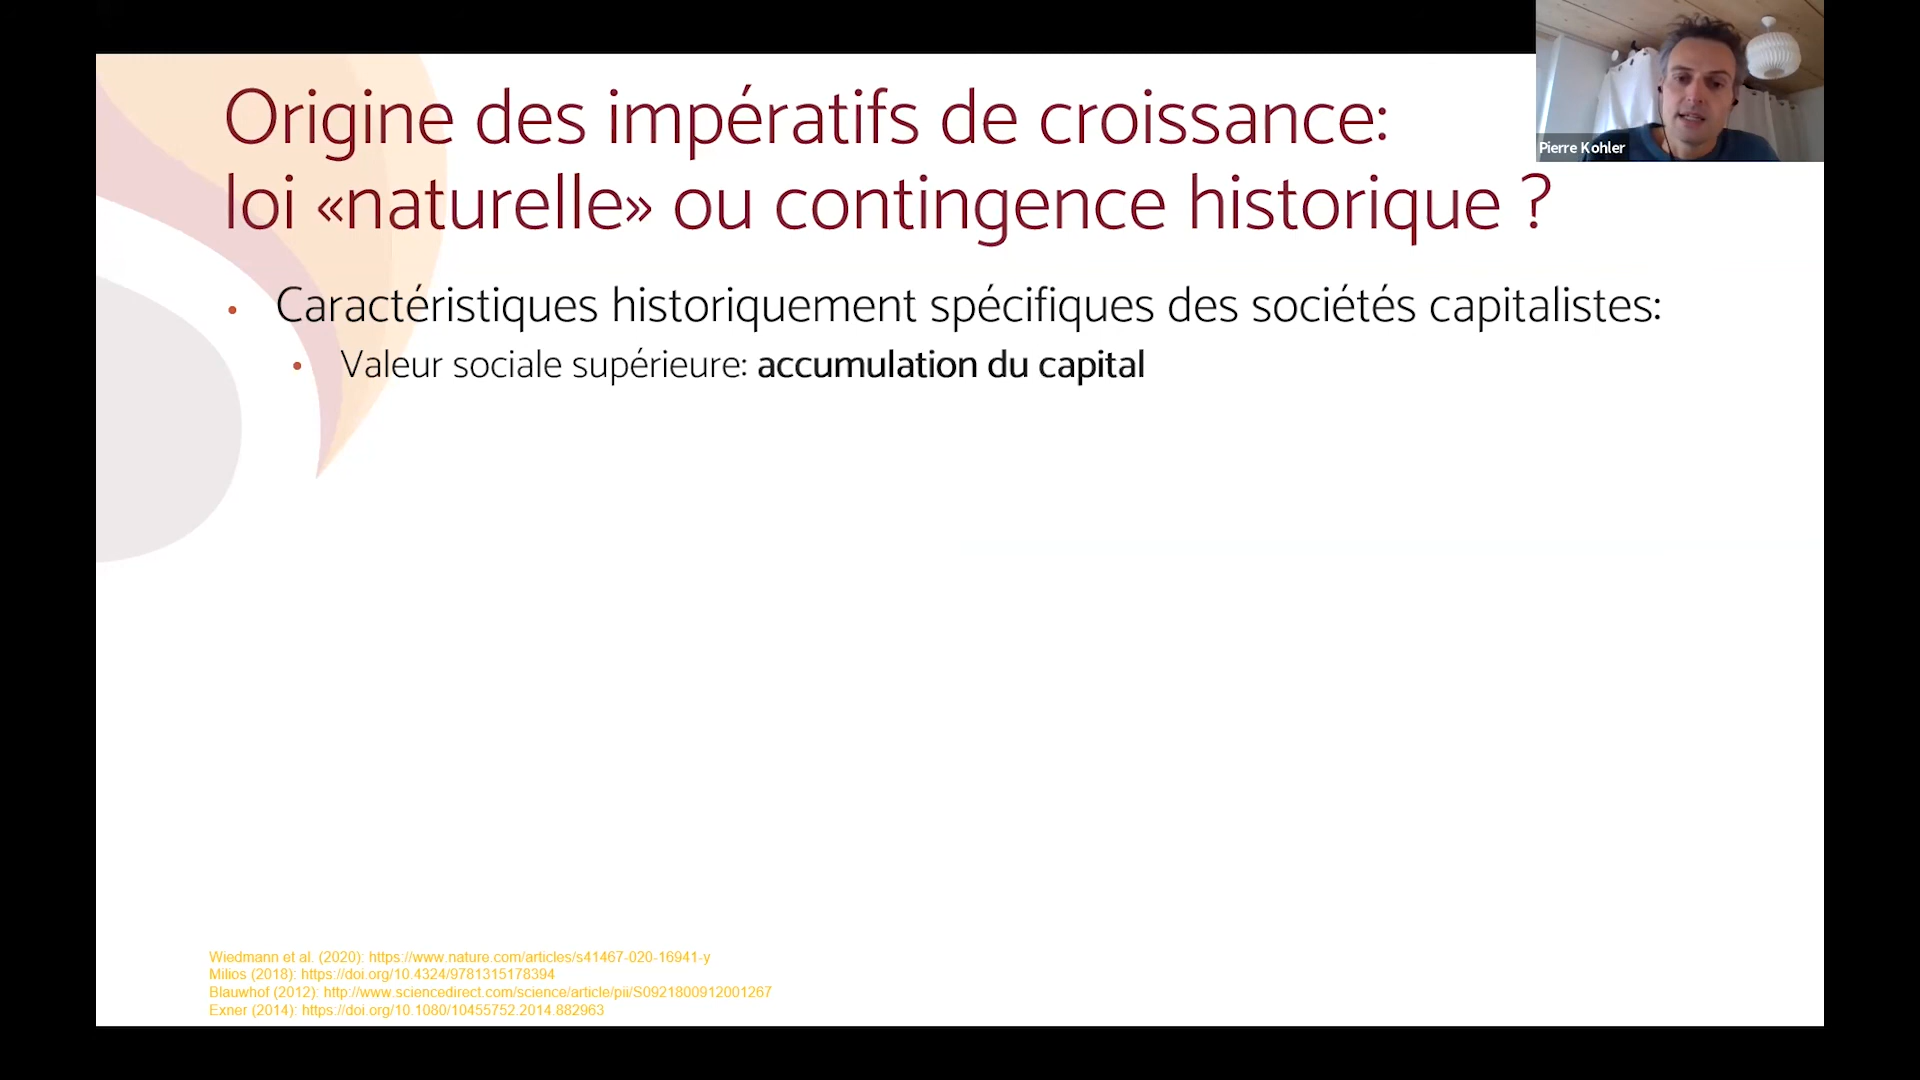 Origine des impératifs de croissance:
loi «naturelle» ou contingence historique ?
Pierre Kohler
• Caractéristiques historiquement spécifiques des sociétés capitalistes:
• Valeur sociale supérieure: accumulation du capital
Wiedmann et al. (2020): https://www.nature.com/articles/s41467-020-16941-y
Milios (2018): https://doi.org/10.4324/9781315178394
Blauwhof (2012): http://www.sciencedirect.com/science/article/pii/S0921800912001267
Exner (2014): https://doi.org/10.1080/10455752.2014.882963